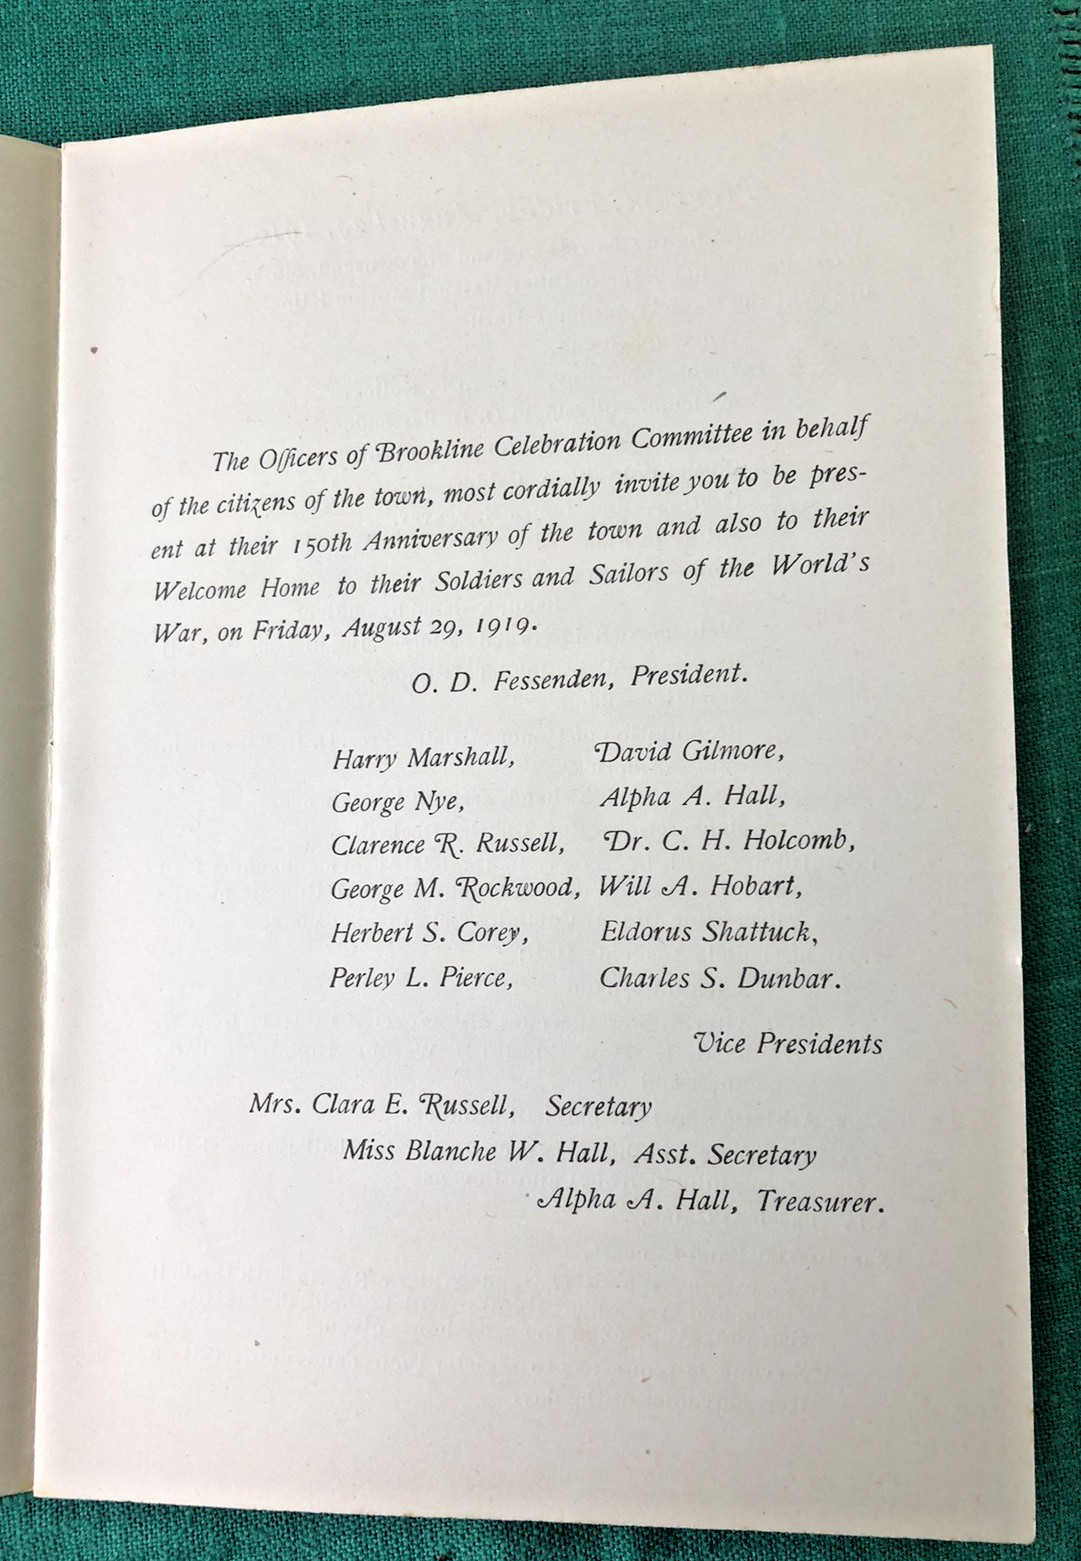 The Officers of Brookline Celebration Committee in behalf
of the citizens of the town, most cordially invite you to be pres-
ent at their 150th Anniversary of the town and also to their
Welcome Home to their Soldiers and Sailors of the World's
War, on Friday, August 29, 1919.
O. D. Fessenden, President.
Harry Marshall, David Gilmore,
George Nye, Alpha A. Hall,
Clarence R. Russell, Dr. C. H. Holcomb,
George M. Rockwood, Will A. Hobart,
Herbert S. Corey, Eldorus Shattuck,
Perley L. Pierce, Charles S. Dunbar.
Vice Presidents
Mrs. Clara E. Russell, Secretary
Miss Blanche W. Hall, Asst. Secretary
Alpha A. Hall, Treasurer.